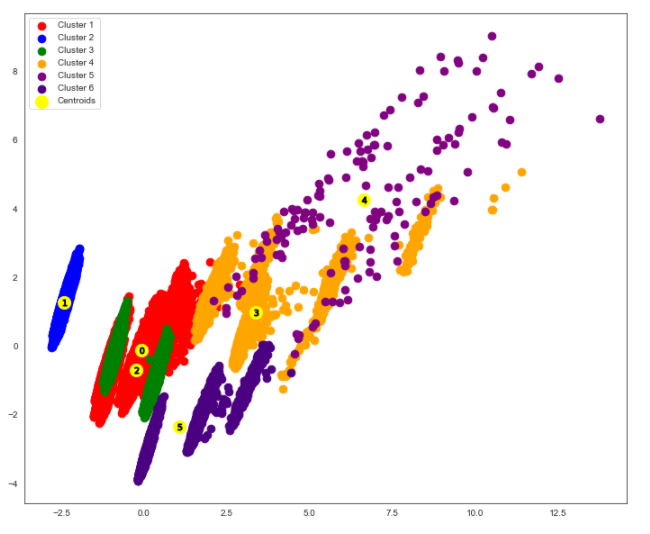 Cluster 1
Cluster 2
Cluster 3
Cluster 4
Cluster 5
Cluster 6
Centroids
8
6
4
2
0
−2
−4
4
1
3
0
2
5
−2.5 0.0 2.5 5.0 7.5 10.0 12.5